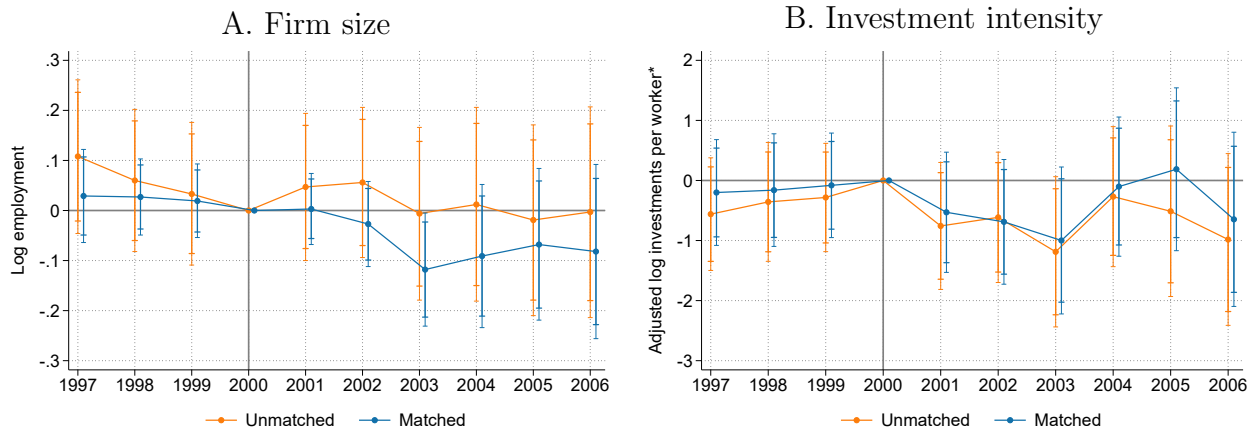 A. Firm size
.3
.2
.1
0
-.1
-.2
-.3
Log employment
1997 1998 1999 2000 2001 2002 2003 2004 2005 2006
Unmatched Matched
B. Investment intensity
2
1
0
-1
-2
-3
Adjusted log investments per worker*
1997 1998 1999 2000 2001 2002 2003 2004 2005 2006
Unmatched Matched